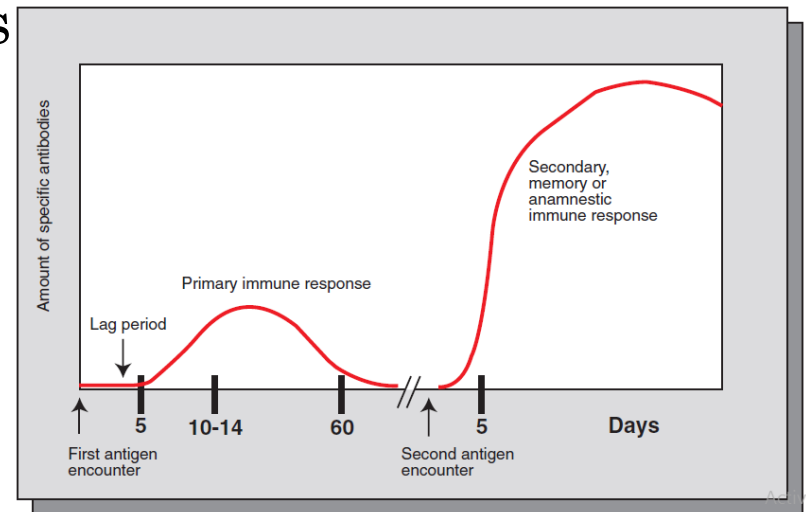 s
Amount of specific antibodies
Secondary,
memory or
anamnestic
immune response
Primary immune response
Lag period
5
10-14
60
5
Days
First antigen
encounter
Second antigen
encounter